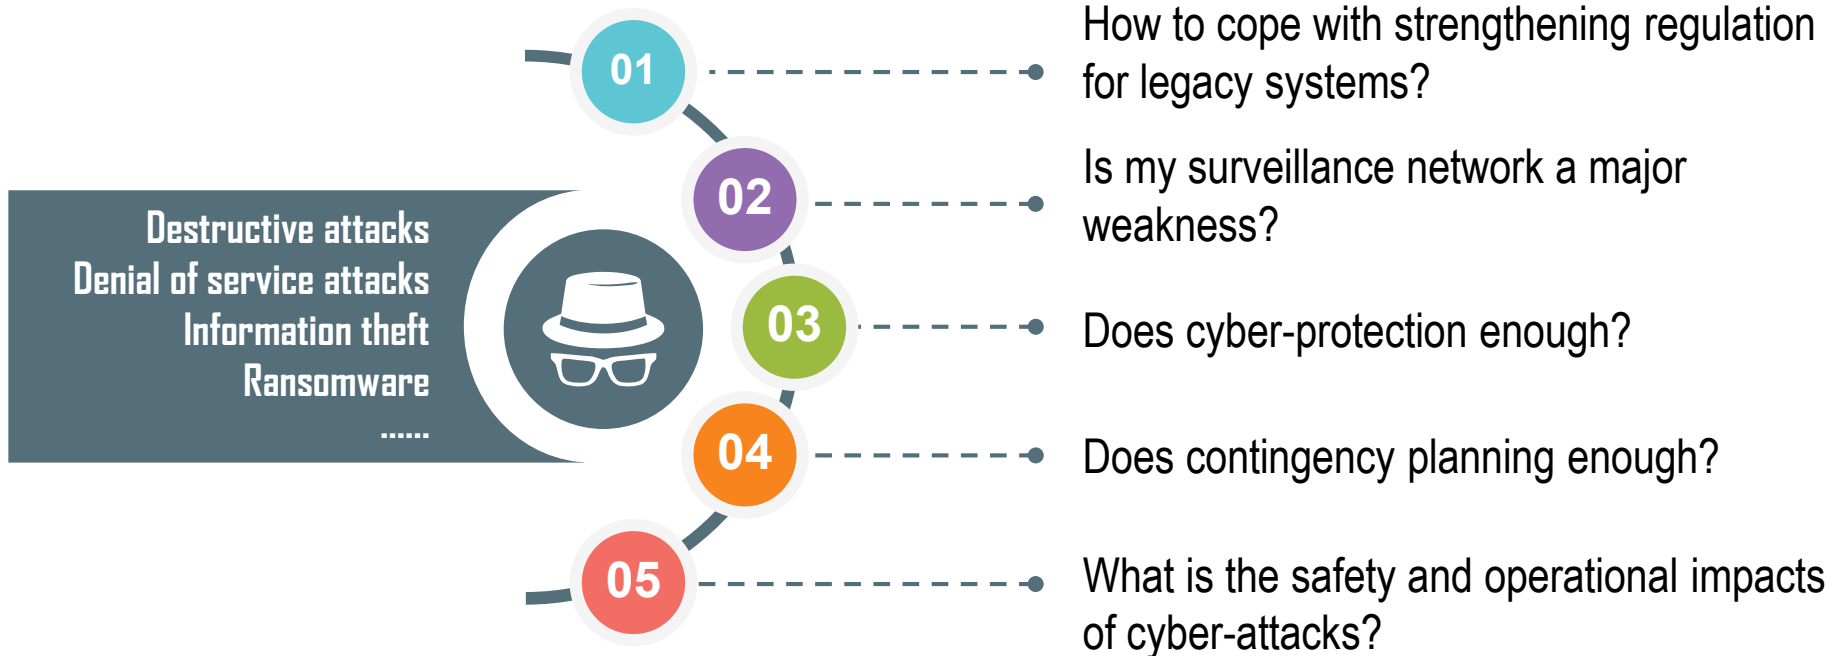 Destructive attacks
Denial of service attacks
Information theft
Ransomware
......
01
How to cope with strengthening regulation
for legacy systems?
02
Is my surveillance network a major
weakness?
03
Does cyber-protection enough?
04
Does contingency planning enough?
05
What is the safety and operational impacts
of cyber-attacks?